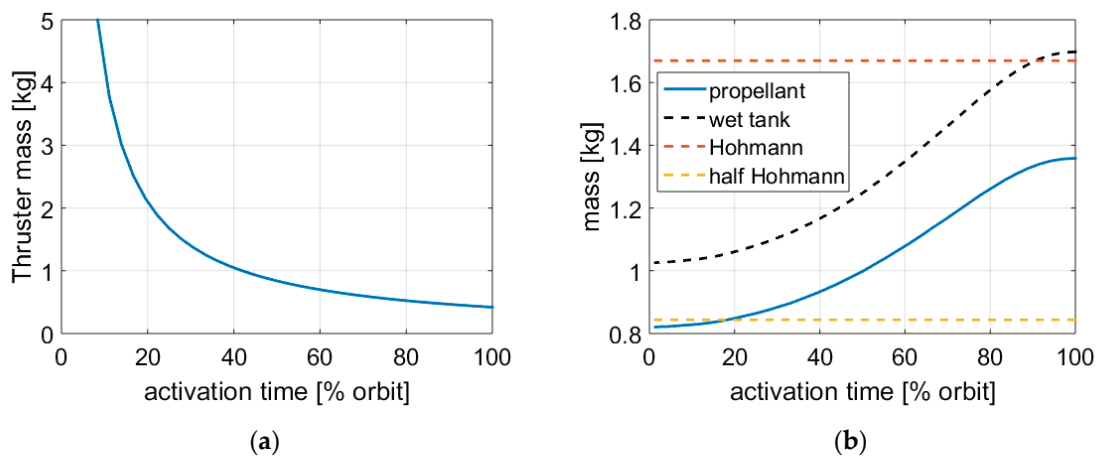 5
4
3
2
1
0
Thruster mass [kg]
0 20 40 60 80 100
activation time [% orbit]
(a)
1.8
1.6
1.4
1.2
1
0.8
mass [kg]
propellant
wet tank
Hohmann
half Hohmann
0 20 40 60 80 100
activation time [% orbit]
(b)